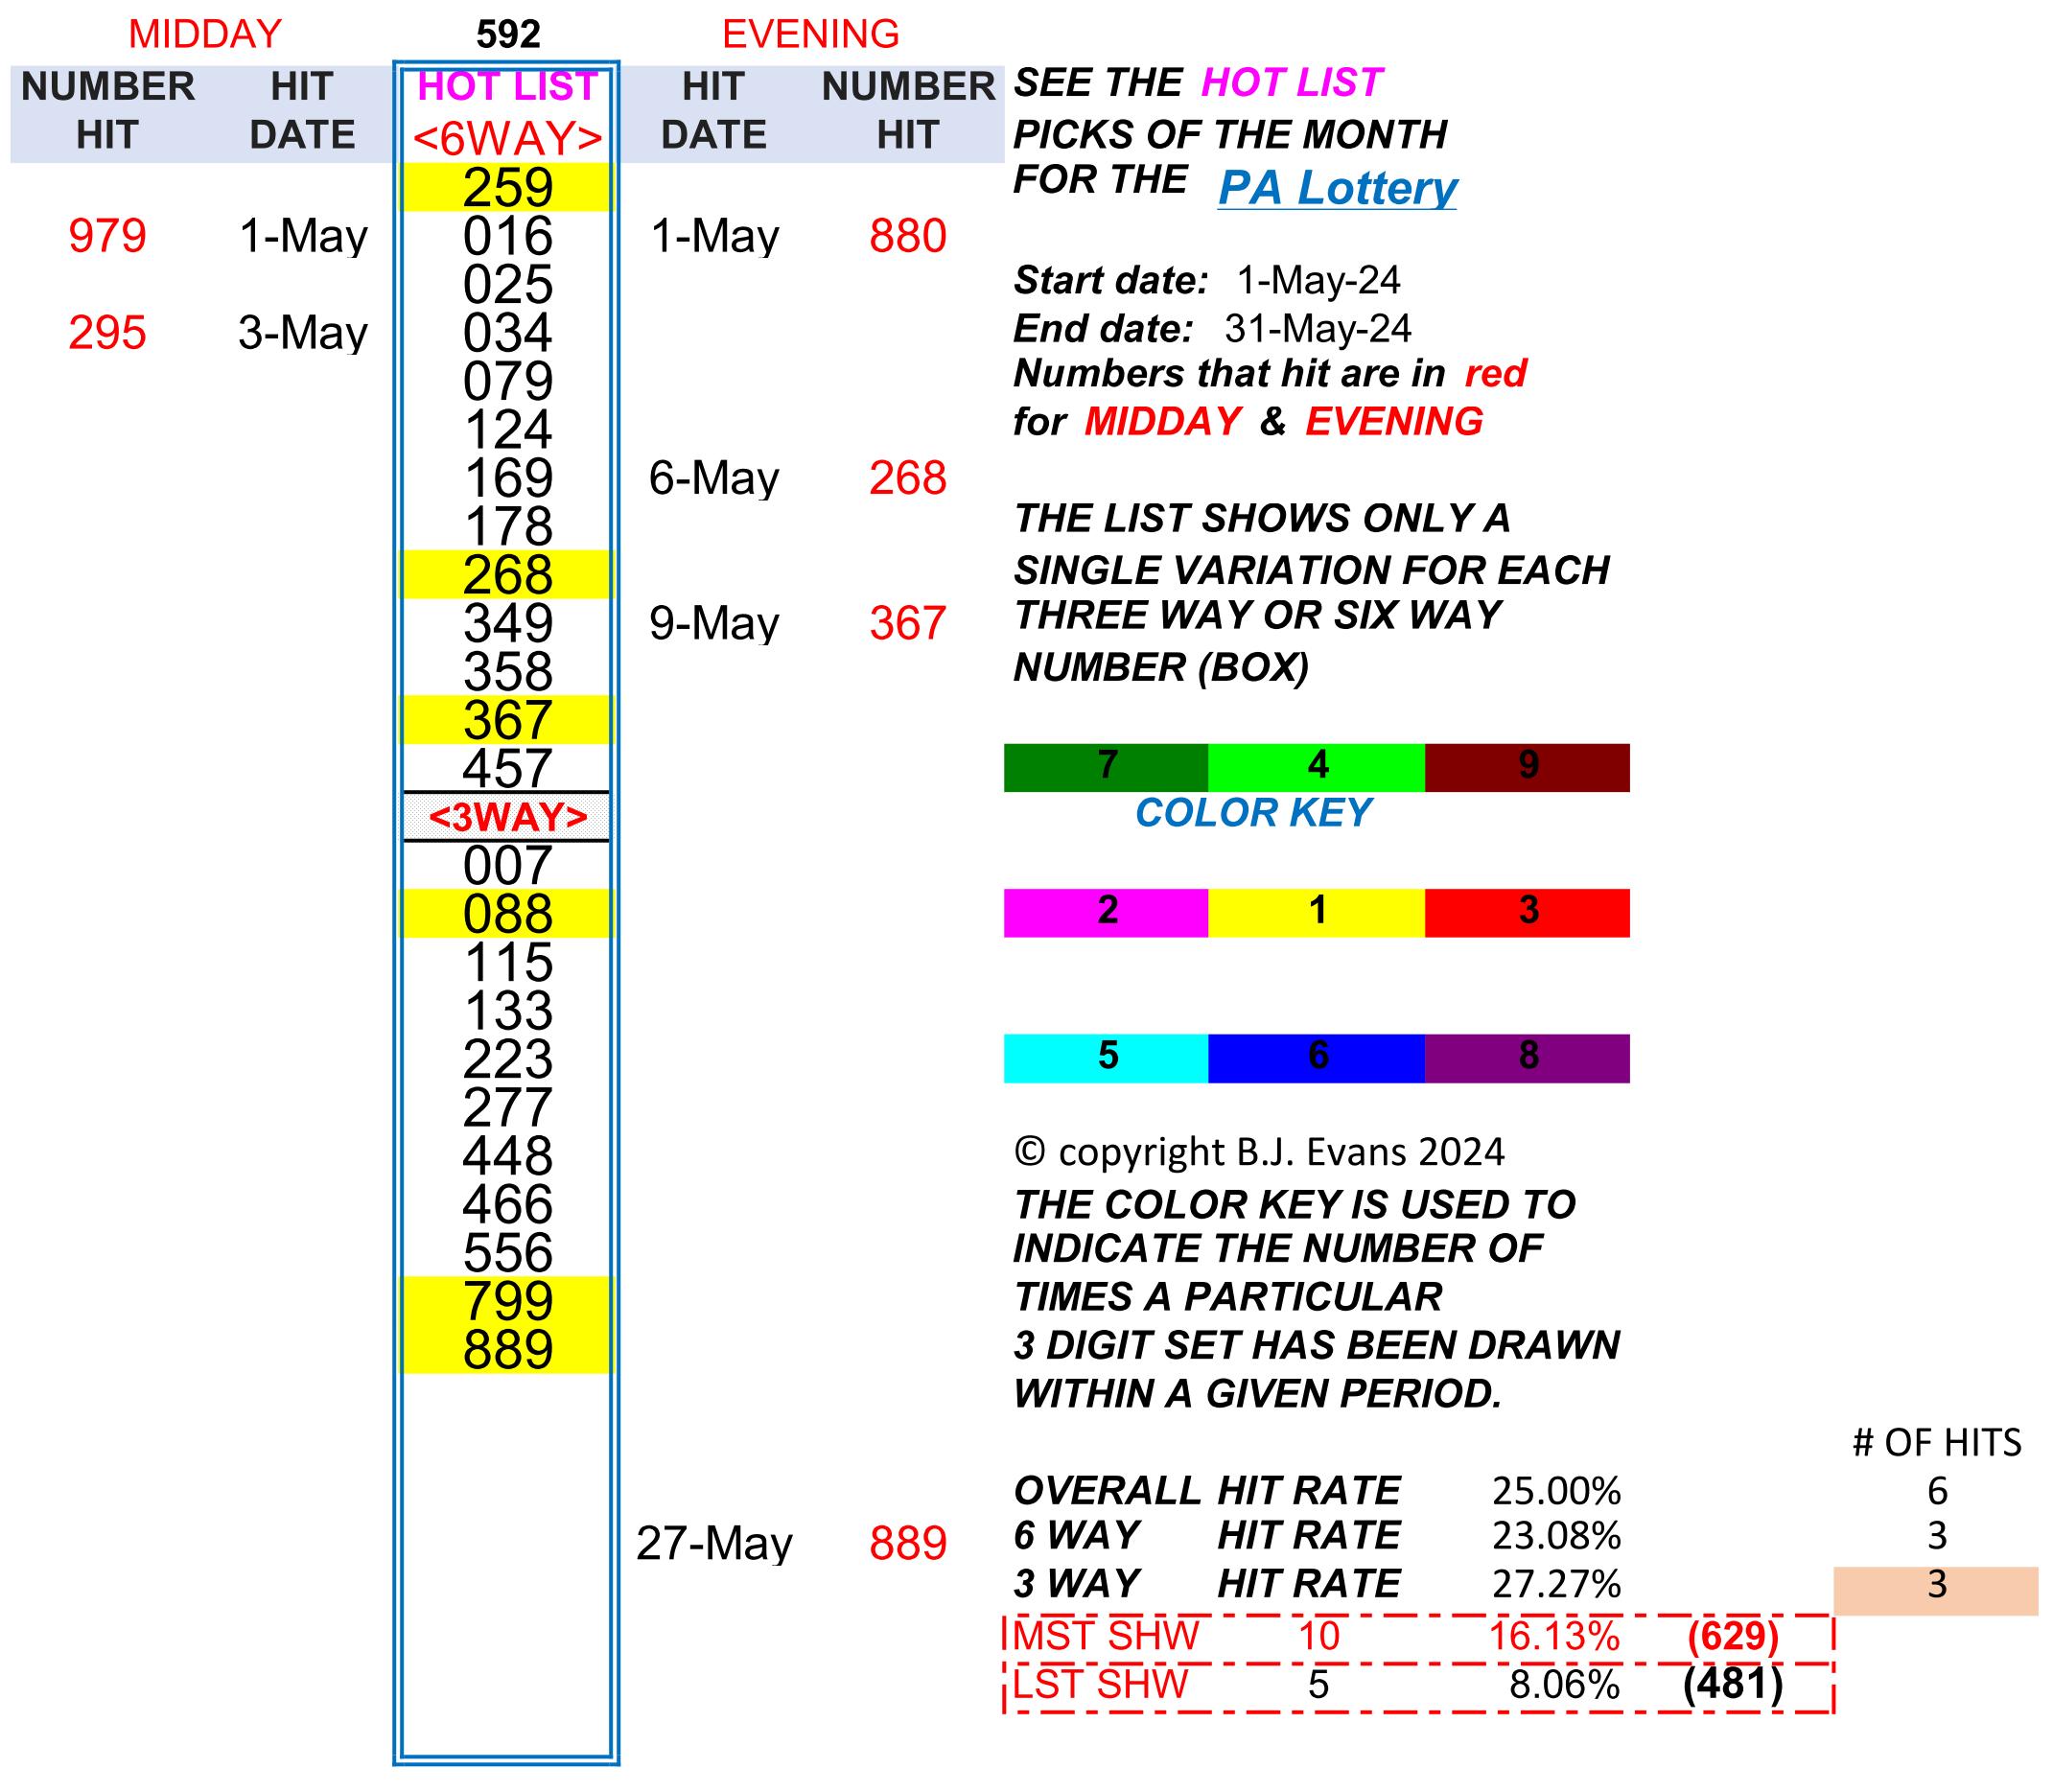 MIDDAY 592 EVENING
NUMBER HIT HOT LIST HIT NUMBER SEE THE HOT LIST
HIT DATE <6WAY> DATE HIT PICKS OF THE MONTH
259 FOR THE PA Lottery
979 1-May 016 1-May 880
025 Start date: 1-May-24
295 3-May 034 End date: 31-May-24
079 Numbers that hit are in red
124 for MIDDAY & EVENING
169 6-May 268
178 THE LIST SHOWS ONLY A
268 SINGLE VARIATION FOR EACH
349 9-May 367 THREE WAY OR SIX WAY
358 NUMBER (BOX)
367
457 7 4 9
<3WAY> COLOR KEY
007
088 2 1 3
115
133
223 5 6 8
277
448 © copyright B.J. Evans 2024
466 THE COLOR KEY IS USED TO
556 INDICATE THE NUMBER OF
799 TIMES A PARTICULAR
889 3 DIGIT SET HAS BEEN DRAWN
WITHIN A GIVEN PERIOD.
# OF HITS
OVERALL HIT RATE 25.00% 6
27-May 889 6 WAY HIT RATE 23.08% 3
3 WAY HIT RATE 27.27% 3
MST SHW 10 16.13% (629)
LST SHW 5 8.06% (481)